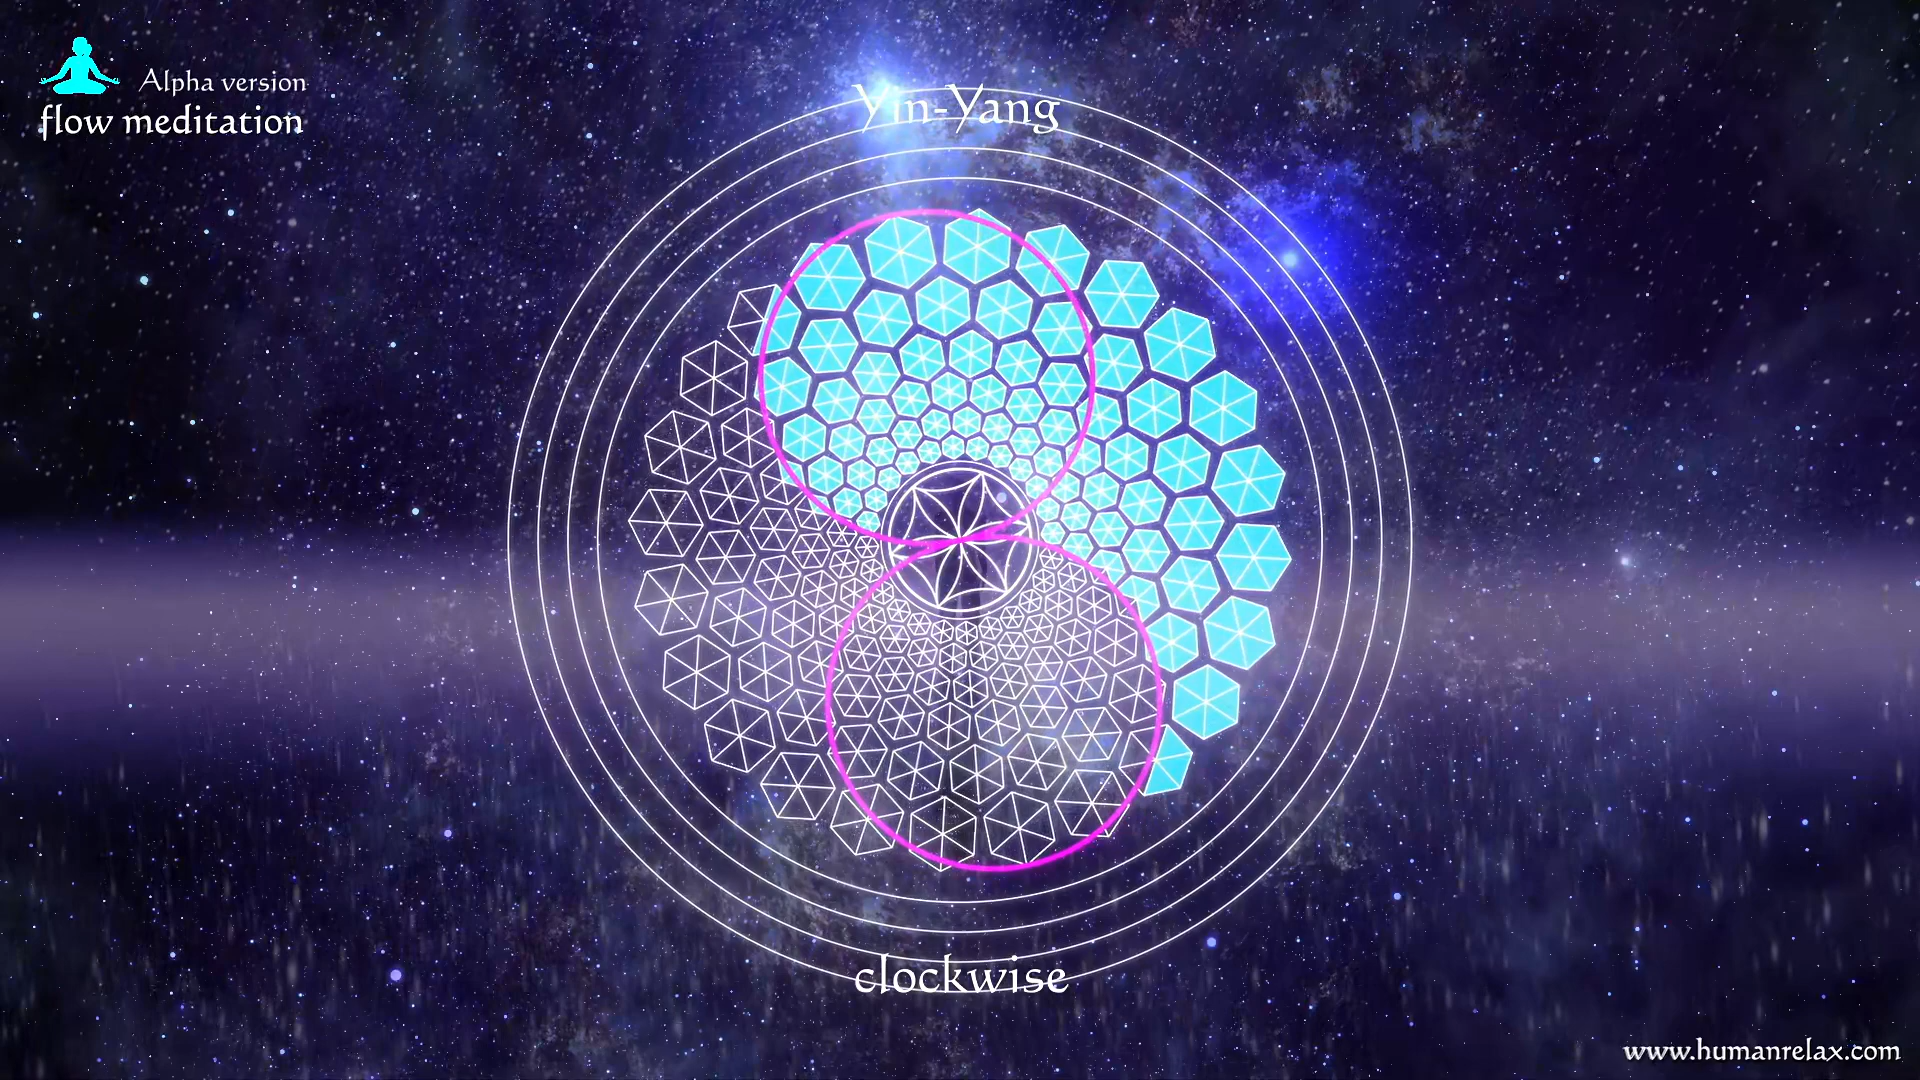 Alpha version
flow meditation
Yin-Yang
clockwise
www.humanrelax.com